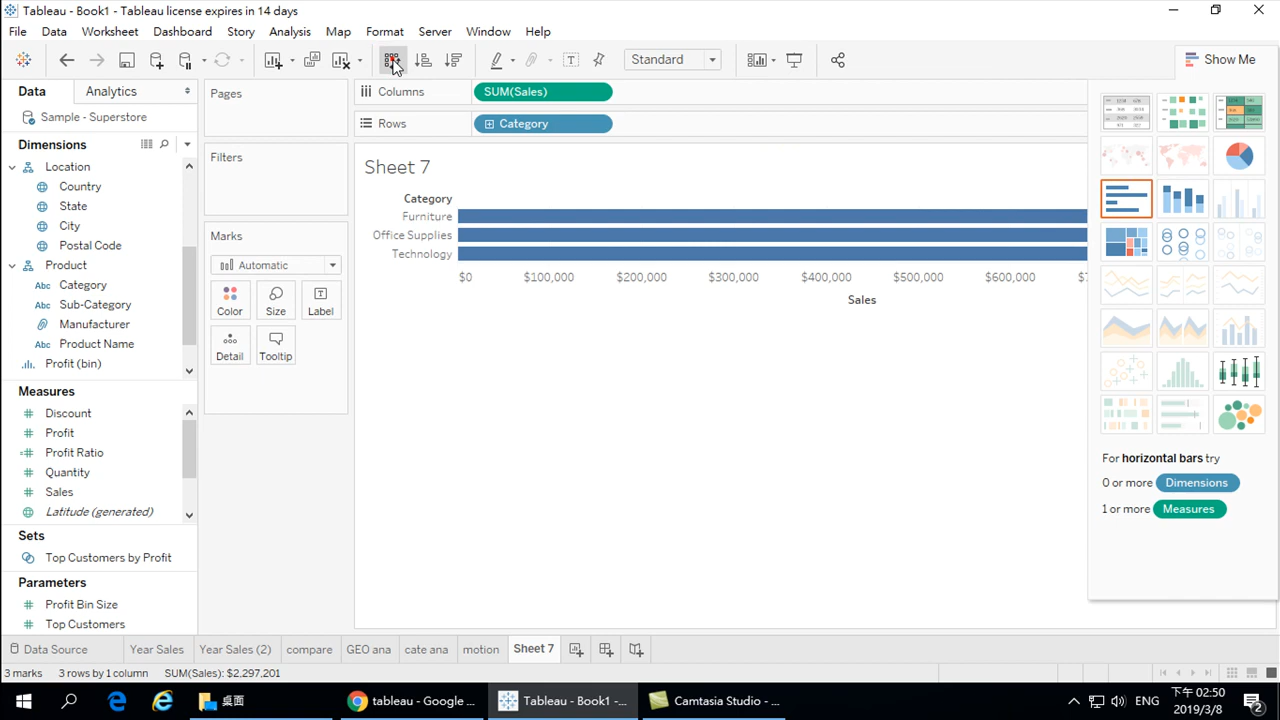 Tableau - Book1 - Tableau license expires in 14 days
File Data Worksheet Dashboard Story Analysis Map Format Server Window Help
Standard
Show Me
Data Analytics
Sample - Superstore
Dimensions
Location
Country
State
City
Postal Code
Product
Abc Category
Abc Sub-Category
Manufacturer
Abc Product Name
Profit (bin)
Measures
Discount
Profit
Profit Ratio
Quantity
Sales
Latitude (generated)
Sets
Top Customers by Profit
Parameters
Profit Bin Size
Top Customers
Pages
Filters
Marks
Automatic
Color Size Label
Detail Tooltip
Columns SUM(Sales)
Rows Category
Sheet 7
Category
Furniture
Office Supplies
Technology
$0 $100,000 $200,000 $300,000 $400,000 $500,000 $600,000
Sales
For horizontal bars try
0 or more Dimensions
1 or more Measures
Data Source Year Sales Year Sales (2) compare GEO ana cate ana motion Sheet 7
3 marks 3 rows by 1 column SUM(Sales): $2,297,201
桌面 tableau - Google ... Tableau - Book1 -... Camtasia Studio - ... ENG 下午 02:50
2019/3/8 2